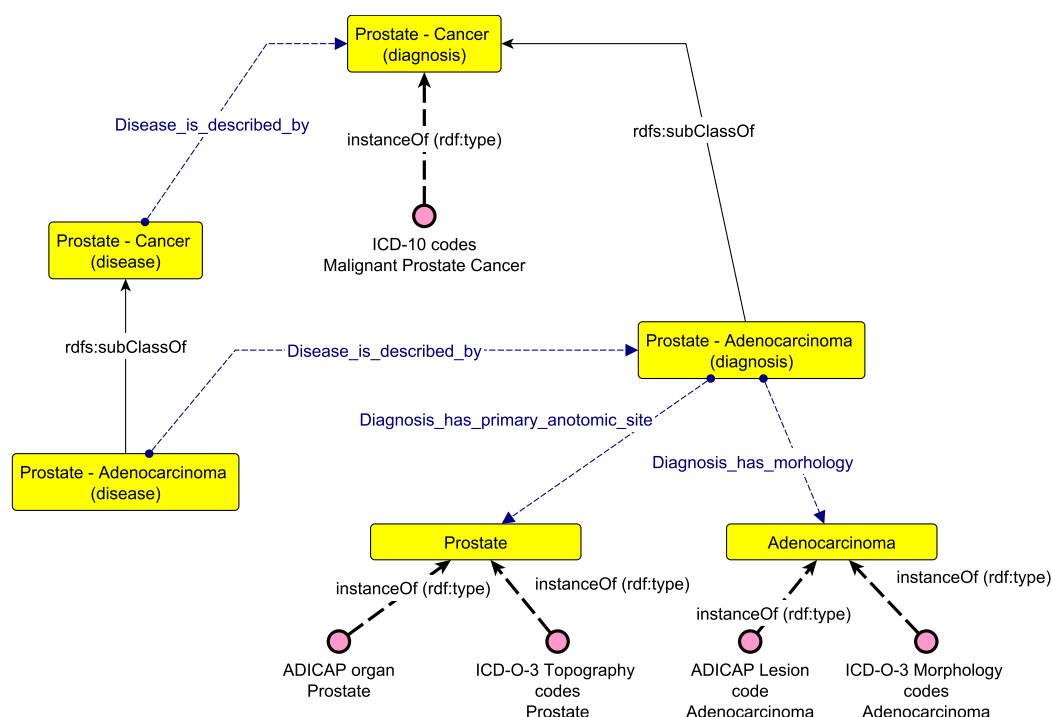 Prostate - Cancer
(diagnosis)
Disease_is_described_by
rdfs:subClassOf
instanceOf (rdf:type)
Prostate - Cancer
(disease)
ICD-10 codes
Malignant Prostate Cancer
rdfs:subClassOf
Disease_is_described_by
Prostate - Adenocarcinoma
(diagnosis)
Diagnosis_has_primary_anotomic_site
Diagnosis_has_morhology
Prostate - Adenocarcinoma
(disease)
Prostate
Adenocarcinoma
instanceOf (rdf:type)
instanceOf (rdf:type)
instanceOf (rdf:type)
instanceOf (rdf:type)
ADICAP organ
Prostate
ICD-O-3 Topography
codes
Prostate
ADICAP Lesion
code
Adenocarcinoma
ICD-O-3 Morphology
codes
Adenocarcinoma